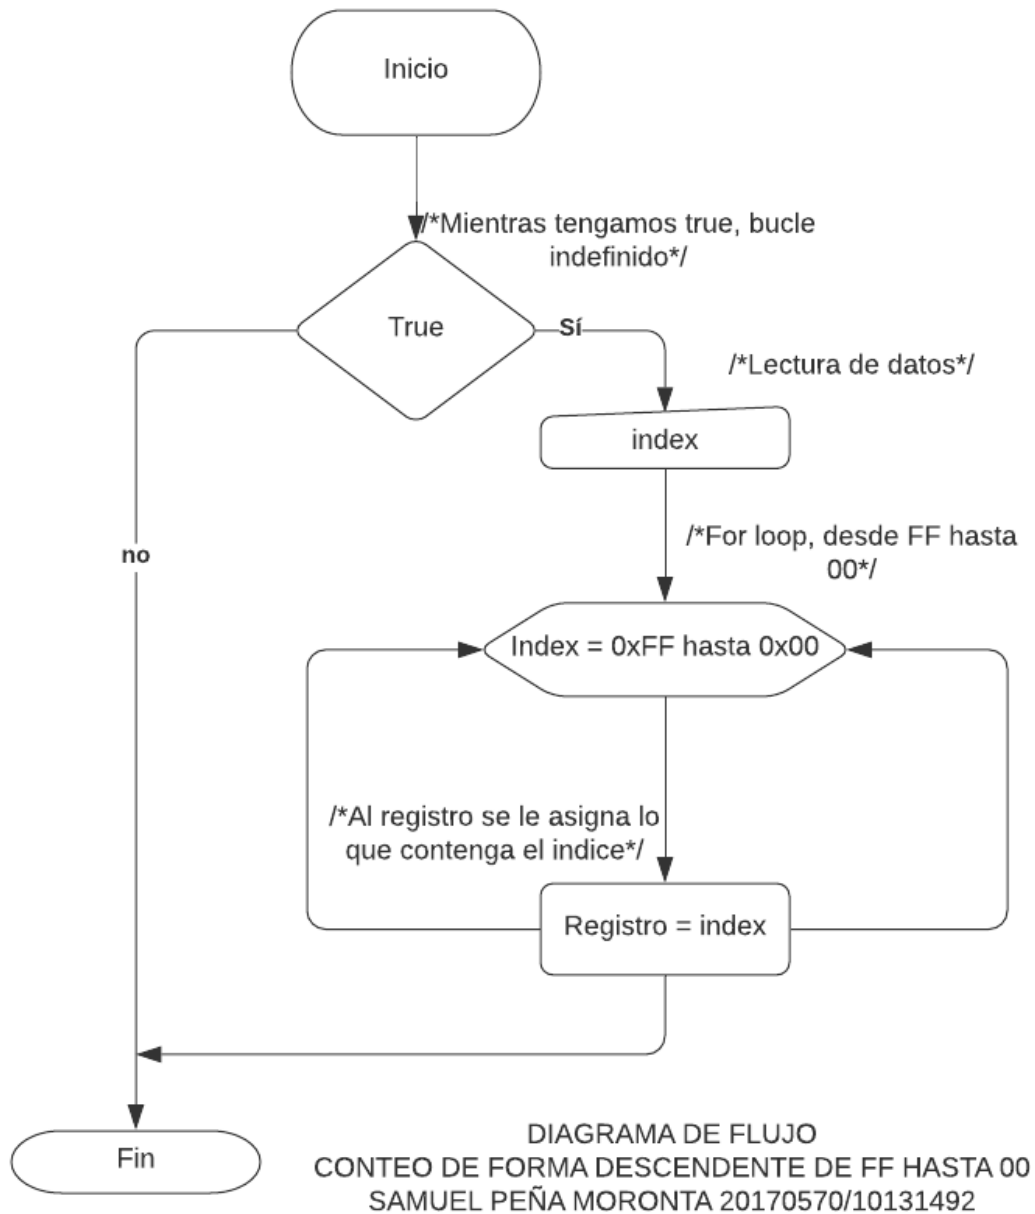 Inicio
/*Mientras tengamos true, bucle
indefinido*/
True
Sí
/*Lectura de datos*/
index
/*For loop, desde FF hasta
00*/
no
Index = 0xFF hasta 0x00
/*Al registro se le asigna lo
que contenga el indice*/
Registro = index
Fin
DIAGRAMA DE FLUJO
CONTEO DE FORMA DESCENDENTE DE FF HASTA 00
SAMUEL PEÑA MORONTA 20170570/10131492